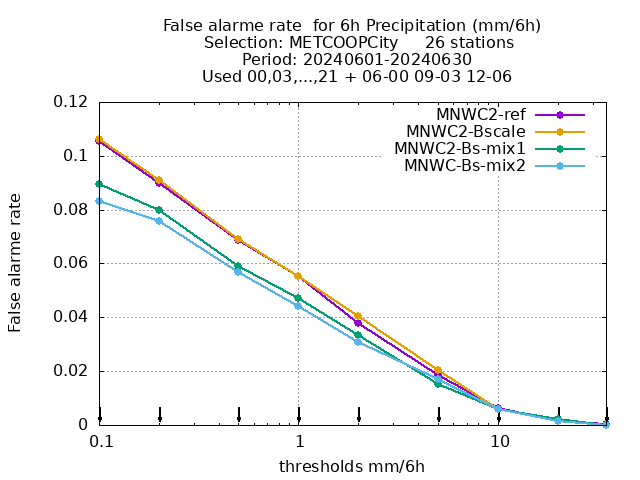 False alarme rate  for 6h Precipitation (mm/6h)
Selection: METCOOPCity     26 stations
Period: 20240601-20240630
Used 00,03,...,21 + 06-00 09-03 12-06
MNWC2-ref
MNWC2-Bscale
MNWC2-Bs-mix1
MNWC-Bs-mix2
False alarme rate
0.12
0.1
0.08
0.06
0.04
0.02
0
0.1 1 10
thresholds mm/6h